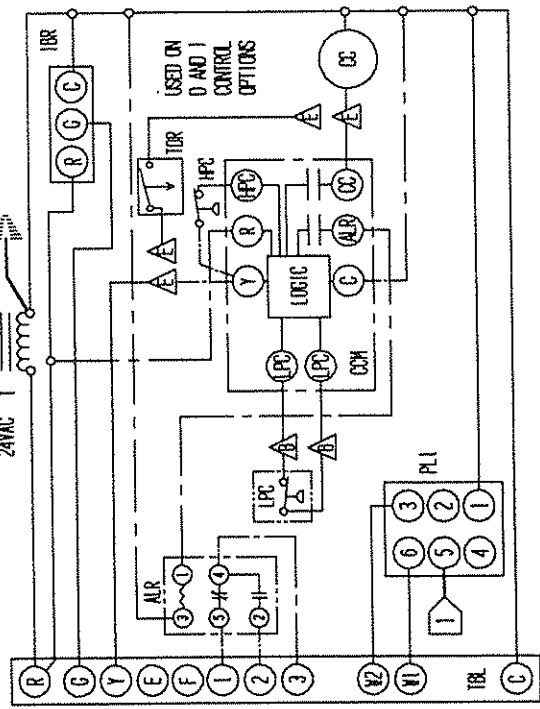 24VAC T
IBR
R G C
USED ON
D AND I
CONTROL
OPTIONS
TDR
E
E
E
E
HPC
CC
Y R HPC
LOGIC
C ALR CC
LPC LPC
CCM
B B
LPC
ALR
1 3
4 5
2
PL1
3 6
2 5
1 4
1
R
G
Y
E
F
1
2
3
W2
W1
TBL
C